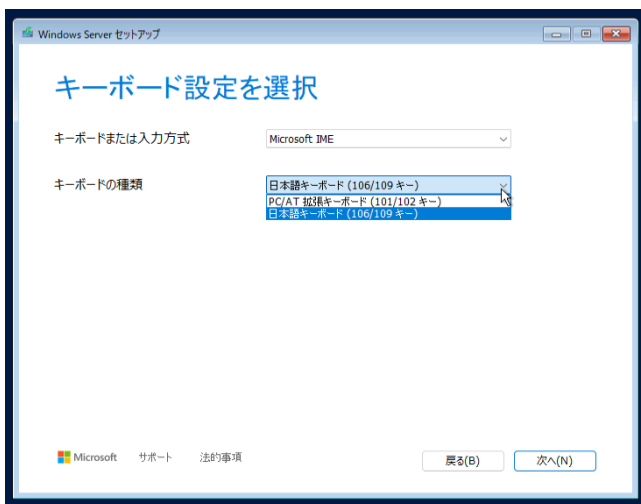 Windows Server セットアップ
キーボード設定を選択
キーボードまたは入力方式
Microsoft IME
キーボードの種類
日本語キーボード (106/109 キー)
PC/AT 拡張キーボード (101/102 キー)
日本語キーボード (106/109 キー)
Microsoft サポート 法的事項
戻る(B) 次へ(N)